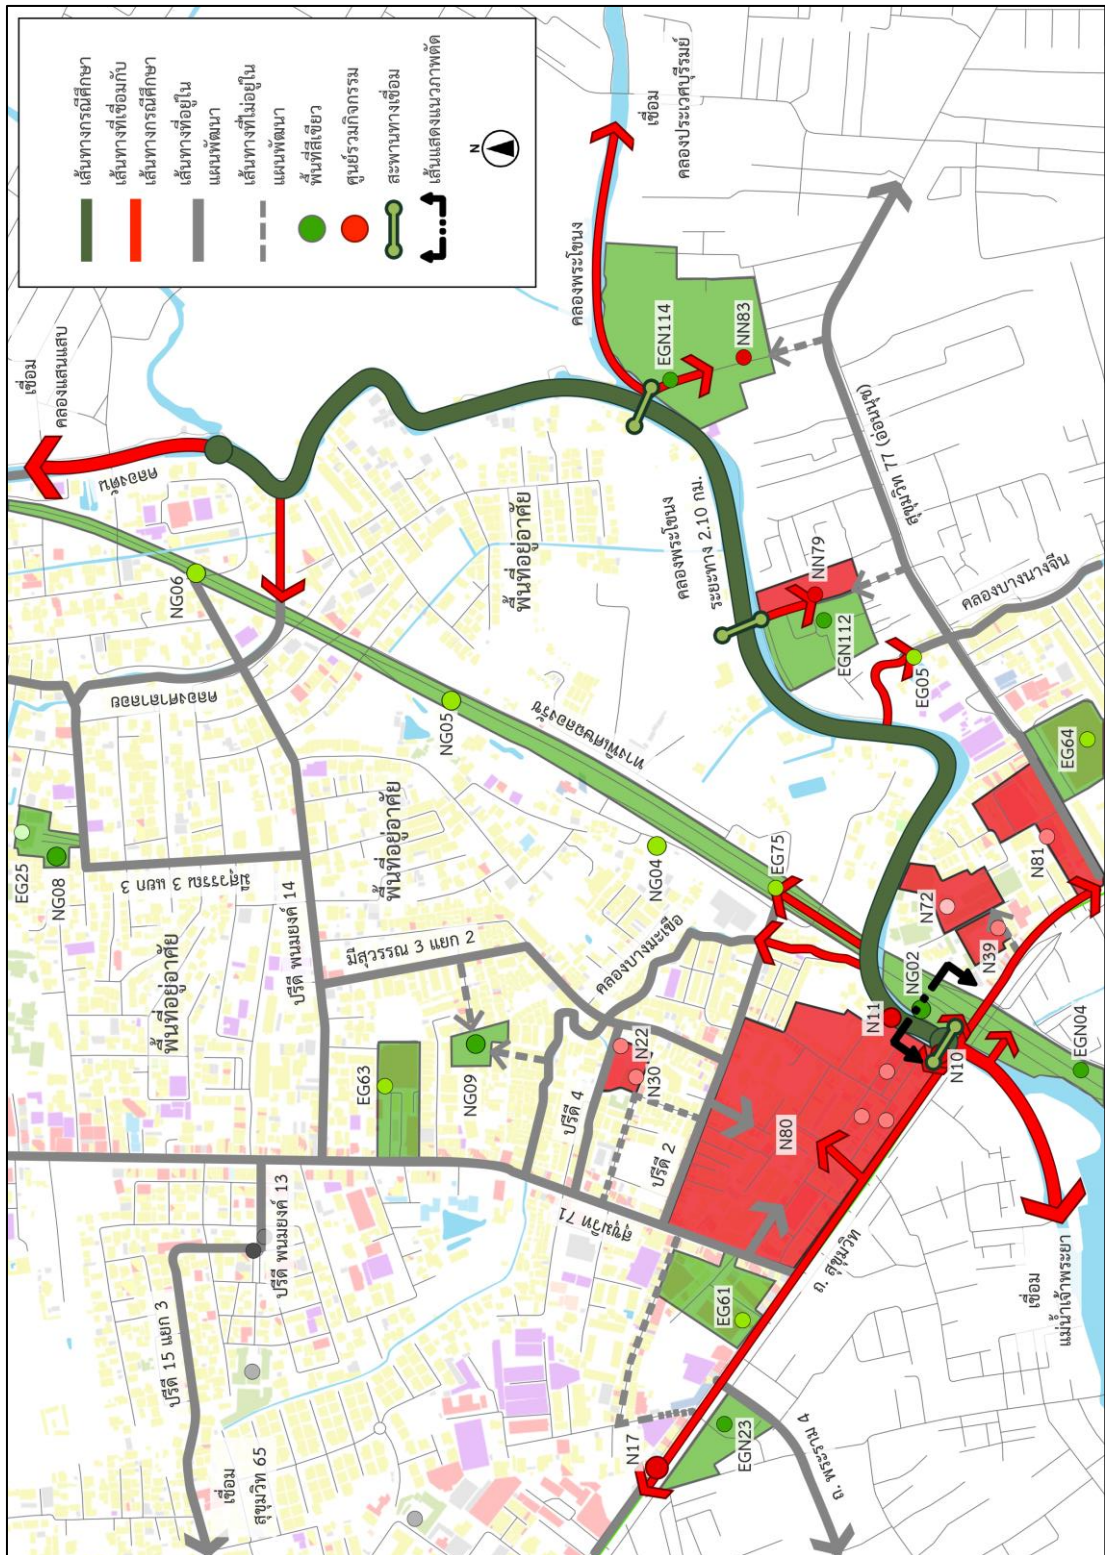 เส้นทางกรณีศึกษา
เส้นทางที่เชื่อมกับ
เส้นทางกรณีศึกษา
เส้นทางที่อยู่ใน
แผนพัฒนา
เส้นทางที่ไม่อยู่ใน
แผนพัฒนา
พื้นที่สีเขียว
ศูนย์รวมกิจกรรม
สะพานทางเชื่อม
เส้นแสดงแนวภาพตัด
N
เชื่อม
คลองแสนแสบ
คลองตัน
เชื่อม
คลองประเวศบุรีรมย์
คลองพระโขนง
EGN114
NN83
สุขุมวิท 77 (อ่อนนุช)
คลองพระโขนง
ระยะทาง 2.10 กม.
NN79
EGN112
EG05
คลองบางนางจีน
EG64
N81
N72
N39
NG02
N11
N10
EGN04
เชื่อม
แม่น้ำเจ้าพระยา
NG06
NG05
ทางพิเศษฉลองรัช
NG04
EG75
พื้นที่อยู่อาศัย
พื้นที่อยู่อาศัย
พื้นที่อยู่อาศัย
คลองตาลอย
EG25
NG08
มีสุวรรณ 3 แยก 3
ปรีดี พนมยงค์ 14
มีสุวรรณ 3 แยก 2
คลองบางมะเขือ
EG63
NG09
N22
N30
ปรีดี 4
ปรีดี 2
N80
สุขุมวิท 71
ถ. สุขุมวิท
EG61
EGN23
N17
ถ. พระราม 4
ปรีดี พนมยงค์ 13
ปรีดี 15 แยก 3
เชื่อม
สุขุมวิท 65